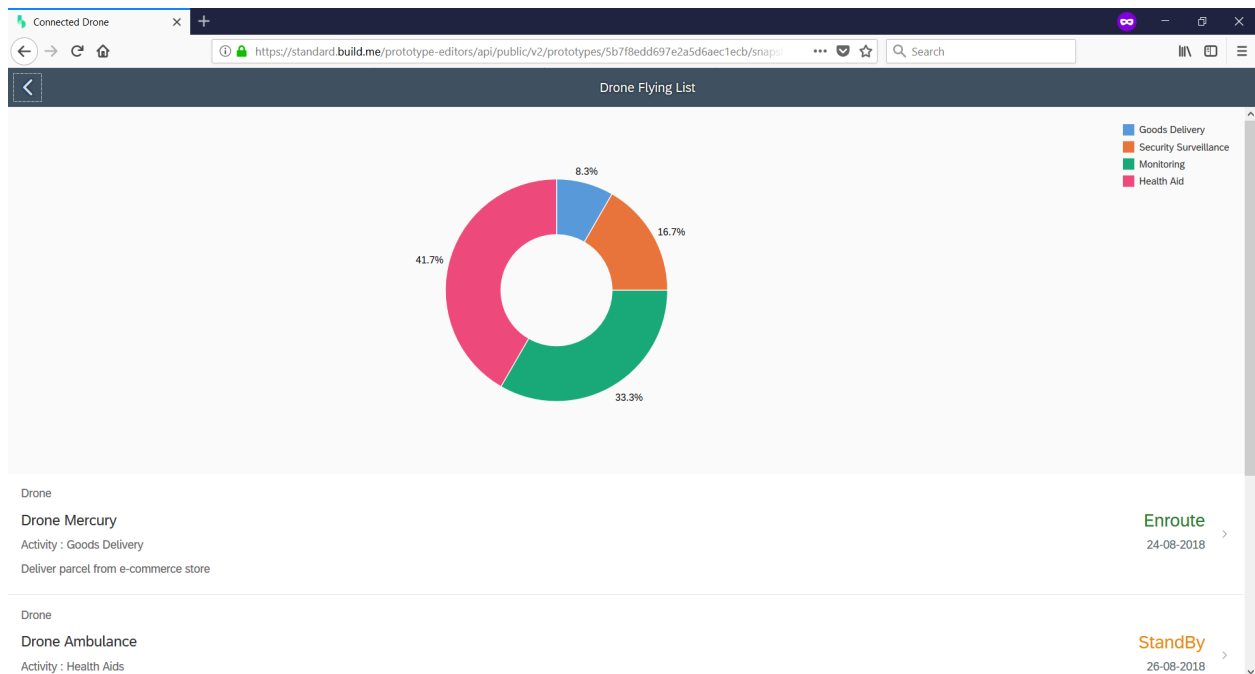 Connected Drone
https://standard.build.me/prototype-editors/api/public/v2/prototypes/5b7f8edd697e2a5d6aec1ecb/snaps
Search
Drone Flying List
Goods Delivery
Security Surveillance
Monitoring
Health Aid
8.3%
16.7%
41.7%
33.3%
Drone
Drone Mercury
Enroute
Activity : Goods Delivery
24-08-2018
Deliver parcel from e-commerce store
Drone
Drone Ambulance
StandBy
Activity : Health Aids
26-08-2018